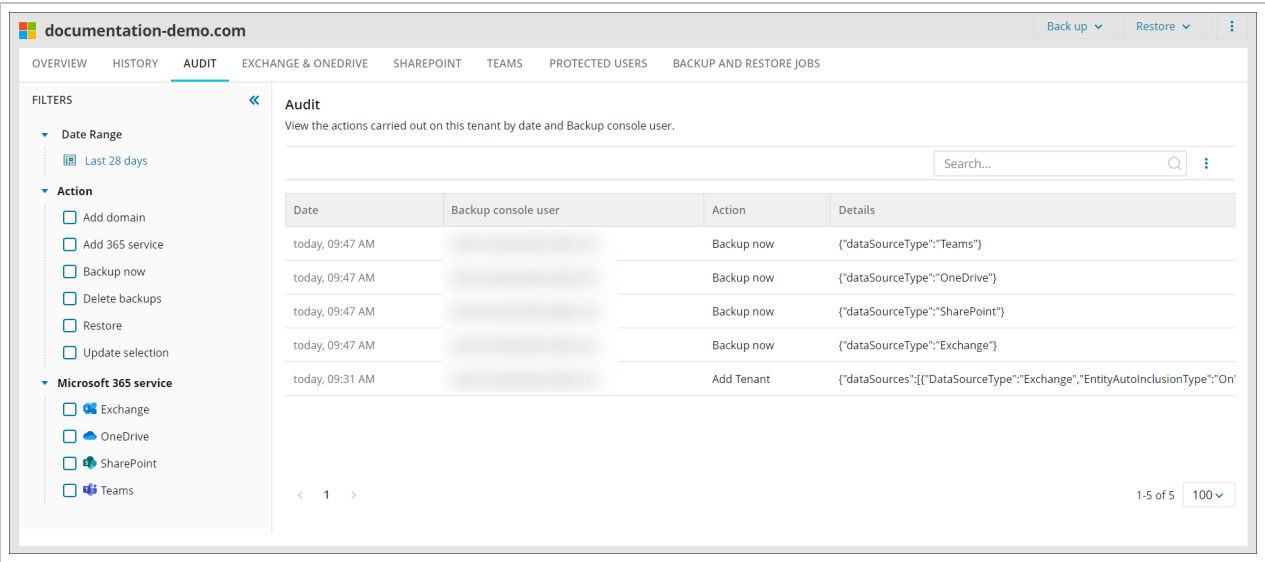 documentation-demo.com
Back up
Restore
OVERVIEW HISTORY AUDIT EXCHANGE & ONEDRIVE SHAREPOINT TEAMS PROTECTED USERS BACKUP AND RESTORE JOBS
FILTERS
Date Range
Last 28 days
Action
Add domain
Add 365 service
Backup now
Delete backups
Restore
Update selection
Microsoft 365 service
Exchange
OneDrive
SharePoint
Teams
Audit
View the actions carried out on this tenant by date and Backup console user.
Search...
Date Backup console user Action Details
today, 09:47 AM Backup now {"dataSourceType":"Teams"}
today, 09:47 AM Backup now {"dataSourceType":"OneDrive"}
today, 09:47 AM Backup now {"dataSourceType":"SharePoint"}
today, 09:47 AM Backup now {"dataSourceType":"Exchange"}
today, 09:31 AM Add Tenant {"dataSources":[{"DataSourceType":"Exchange","EntityAutoInclusionType":"On"
1
1-5 of 5 100